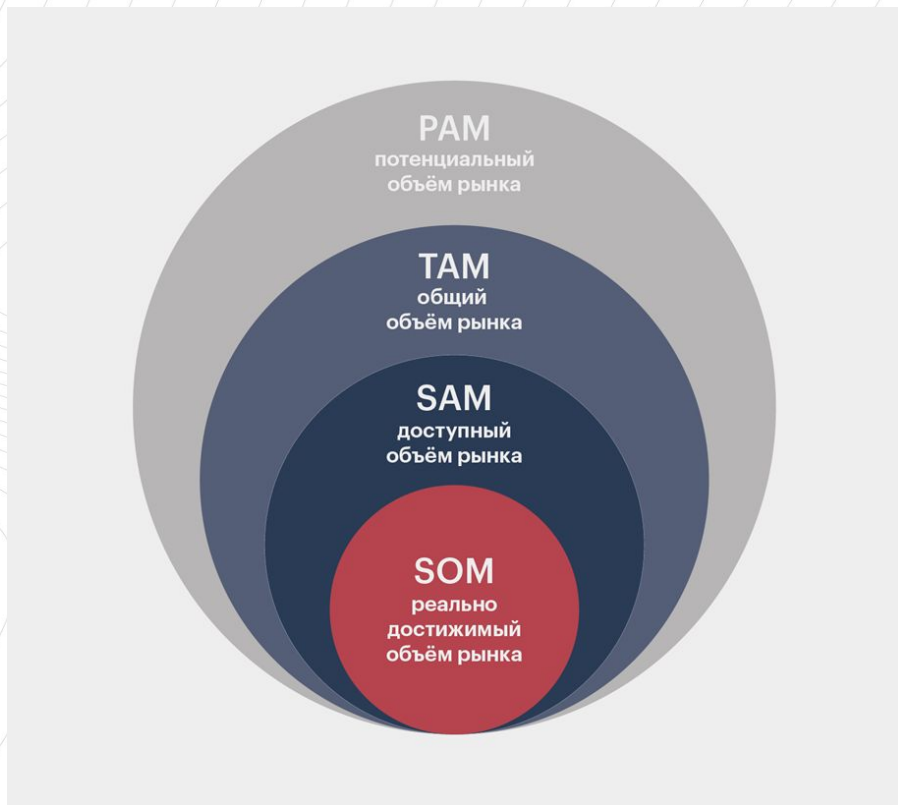 PAM
потенциальный
объём рынка
TAM
общий
объём рынка
SAM
доступный
объём рынка
SOM
реально
достижимый
объём рынка